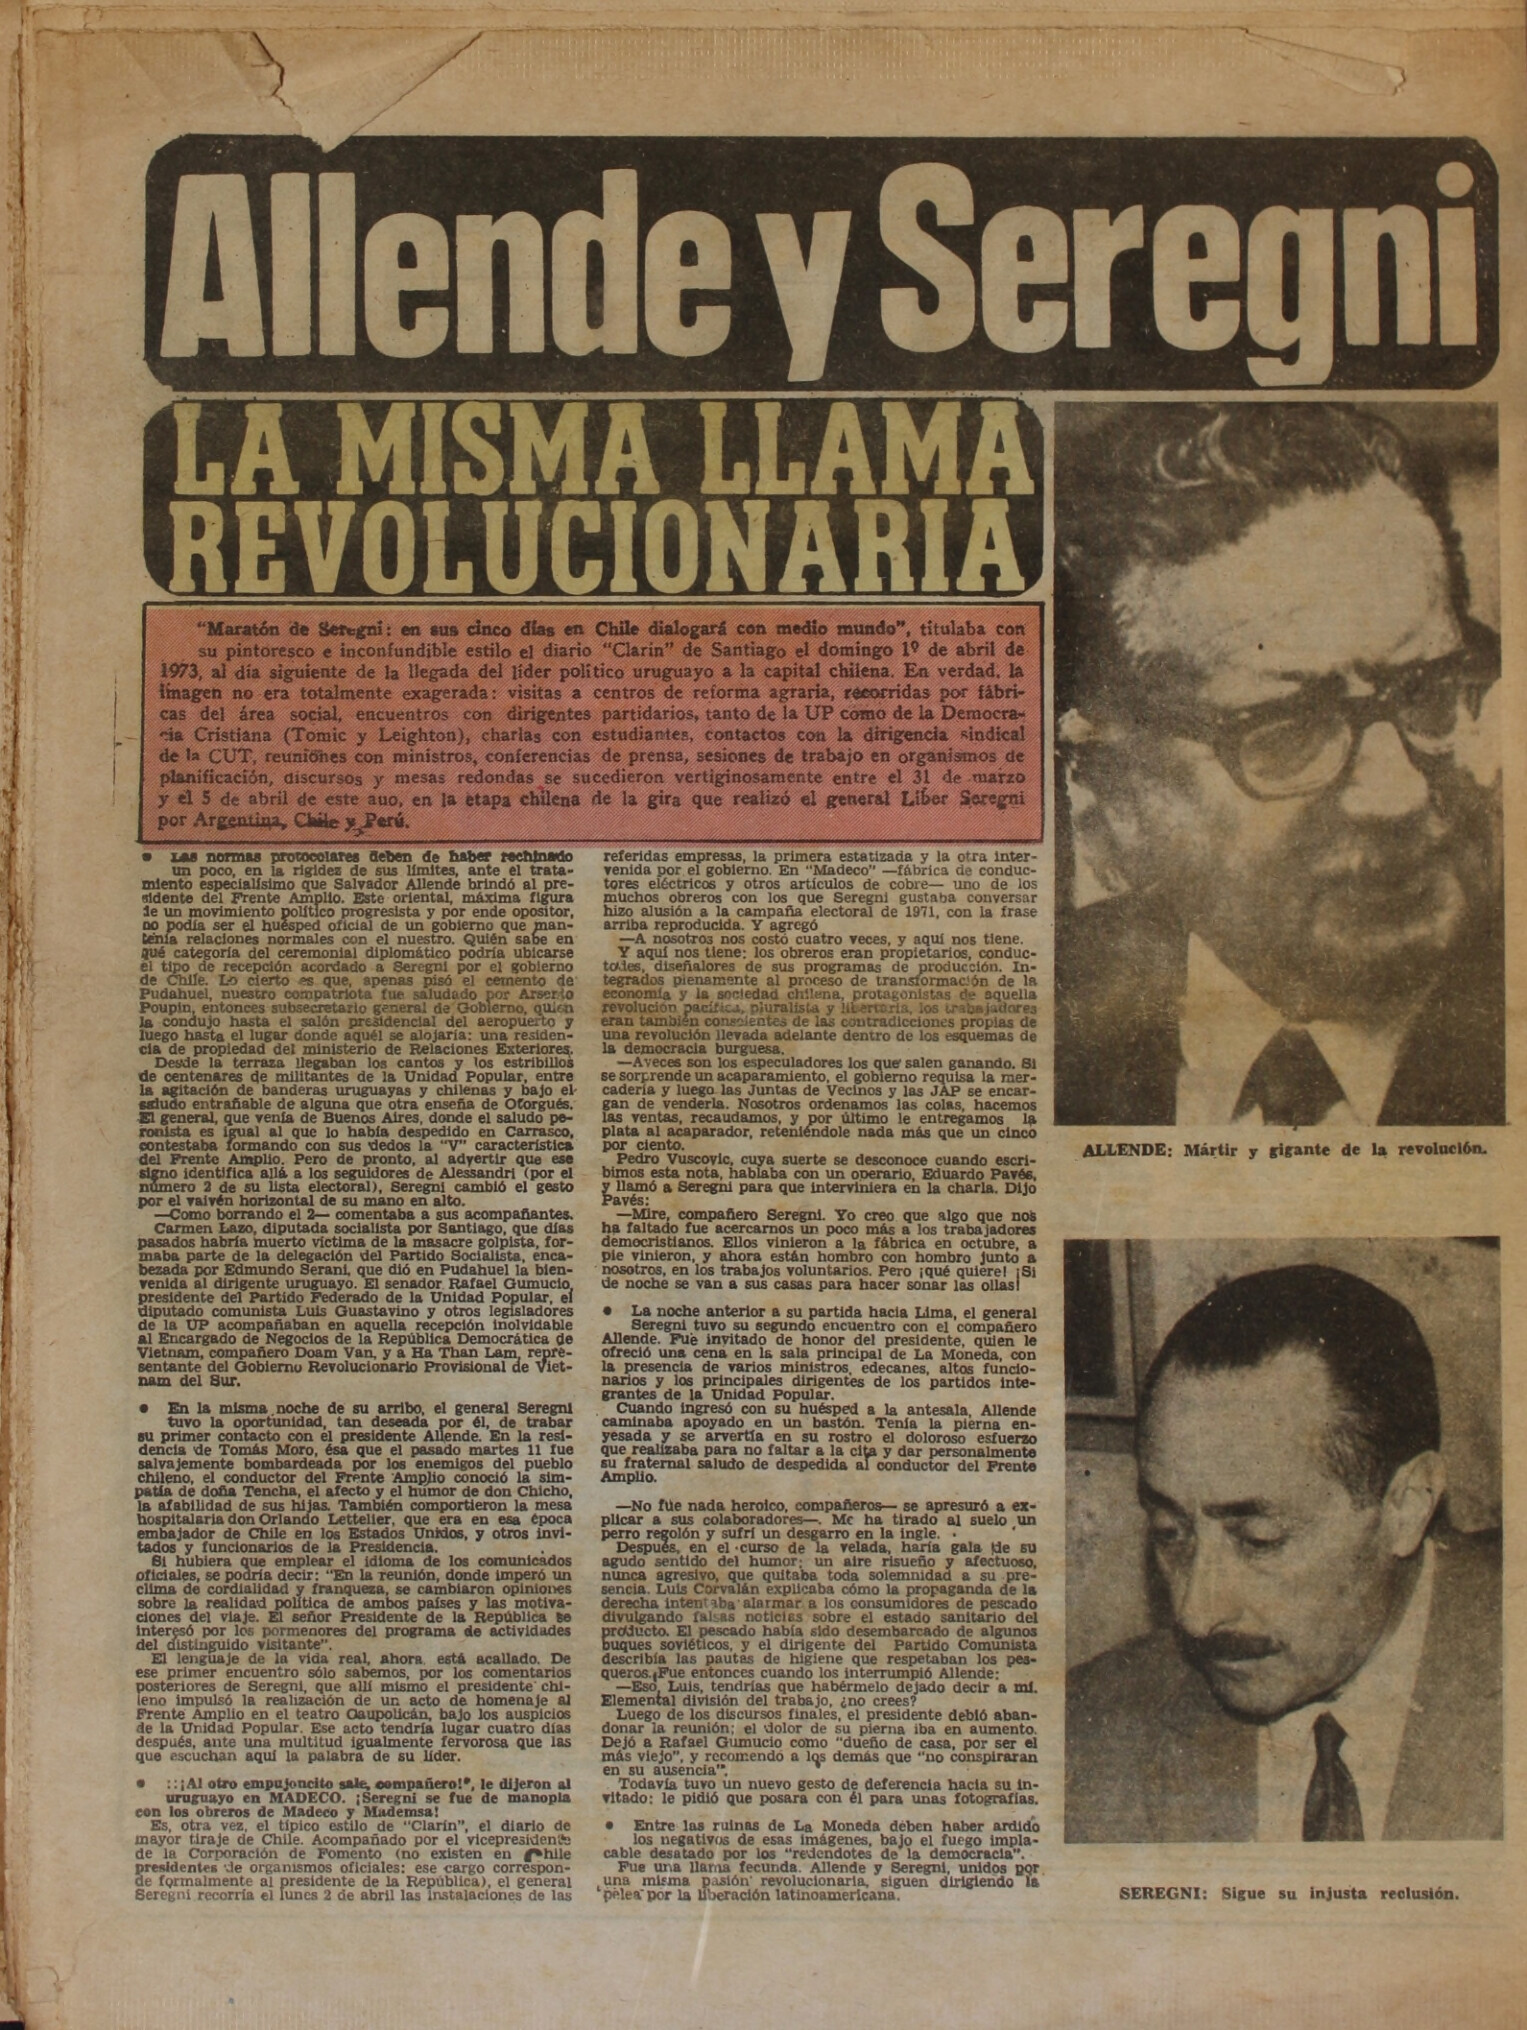 Allende y Seregni
LA MISMA LLAMA
REVOLUCIONARIA
"Maratón de Seregni: en sus cinco días en Chile dialogará con medio mundo", titulaba con
su pintoresco e inconfundible estilo el diario "Clarín" de Santiago el domingo 1º de abril de
1973, al día siguiente de la llegada del líder político uruguayo a la capital chilena. En verdad, la
imagen no era totalmente exagerada: visitas a centros de reforma agraria, recorridas por fábri-
cas del área social, encuentros con dirigentes partidarios, tanto de la UP como de la Democra-
cia Cristiana (Tomic y Leighton), charlas con estudiantes, contactos con la dirigencia sindical
de la CUT, reuniones con ministros, conferencias de prensa, sesiones de trabajo en organismos de
planificación, discursos y mesas redondas se sucedieron vertiginosamente entre el 31 de marzo
y el 5 de abril de este auo, en la etapa chilena de la gira que realizó el general Líber Seregni
por Argentina, Chile y Perú.
● Las normas protocolares deben de haber rechinado
un poco, en la rigidez de sus límites, ante el trata-
miento especialísimo que Salvador Allende brindó al pre-
sidente del Frente Amplio. Este oriental, máxima figura
de un movimiento político progresista y por ende opositor,
no podía ser el huésped oficial de un gobierno que man-
tenía relaciones normales con el nuestro. Quién sabe en
qué categoría del ceremonial diplomático podría ubicarse
el tipo de recepción acordado a Seregni por el gobierno
de Chile. Lo cierto es que, apenas pisó el cemento de
Pudahuel, nuestro compatriota fue saludado por Arsenio
Poupin, entonces subsecretario general de Gobierno, quien
la condujo hasta el salón presidencial del aeropuerto y
luego hasta el lugar donde aquél se alojaría: una residen-
cia de propiedad del ministerio de Relaciones Exteriores.
Desde la terraza llegaban los cantos y los estribillos
de centenares de militantes de la Unidad Popular, entre
la agitación de banderas uruguayas y chilenas y bajo el
saludo entrañable de alguna que otra enseña de Otorgués.
El general, que venía de Buenos Aires, donde el saludo pe-
ronista es igual al que lo había despedido en Carrasco,
contestaba formando con sus dedos la "V" característica
del Frente Amplio. Pero de pronto, al advertir que ese
signo identifica allá a los seguidores de Alessandri (por el
número 2 de su lista electoral), Seregni cambió el gesto
por el vaivén horizontal de su mano en alto.
—Como borrando el 2— comentaba a sus acompañantes.
Carmen Lazo, diputada socialista por Santiago, que días
pasados habría muerto víctima de la masacre golpista, for-
maba parte de la delegación del Partido Socialista, enca-
bezada por Edmundo Serani, que dió en Pudahuel la bien-
venida al dirigente uruguayo. El senador Rafael Gumucio,
presidente del Partido Federado de la Unidad Popular, el
diputado comunista Luis Guastavino y otros legisladores
de la UP acompañaban en aquella recepción inolvidable
al Encargado de Negocios de la República Democrática de
Vietnam, compañero Doam Van, y a Ha Than Lam, repre-
sentante del Gobierno Revolucionario Provisional de Viet-
nam del Sur.
● En la misma noche de su arribo, el general Seregni
tuvo la oportunidad, tan deseada por él, de trabar
su primer contacto con el presidente Allende. En la resi-
dencia de Tomás Moro, ésa que el pasado martes 11 fue
salvajemente bombardeada por los enemigos del pueblo
chileno, el conductor del Frente Amplio conoció la sim-
patía de doña Tencha, el afecto y el humor de don Chicho,
la afabilidad de sus hijas. También comportieron la mesa
hospitalaria don Orlando Lettelier, que era en esa época
embajador de Chile en los Estados Unidos, y otros invi-
tados y funcionarios de la Presidencia.
Si hubiera que emplear el idioma de los comunicados
oficiales, se podría decir: "En la reunión, donde imperó un
clima de cordialidad y franqueza, se cambiaron opiniones
sobre la realidad política de ambos países y las motiva-
ciones del viaje. El señor Presidente de la República se
interesó por los pormenores del programa de actividades
del distinguido visitante".
El lenguaje de la vida real, ahora está acallado. De
ese primer encuentro sólo sabemos, por los comentarios
posteriores de Seregni, que allí mismo el presidente chi-
leno impulsó la realización de un acto de homenaje al
Frente Amplio en el teatro Caupolicán, bajo los auspicios
de la Unidad Popular. Ese acto tendría lugar cuatro días
después, ante una multitud igualmente fervorosa que las
que escuchan aquí la palabra de su líder.
● ::¡Al otro empujoncito sale, compañero!", le dijeron al
uruguayo en MADECO. ¡Seregni se fue de manopla
con los obreros de Madeco y Mademsa!
Es, otra vez, el típico estilo de "Clarín", el diario de
mayor tiraje de Chile. Acompañado por el vicepresidente
de la Corporación de Fomento (no existen en Chile
presidentes de organismos oficiales: ese cargo correspon-
de formalmente al presidente de la República), el general
Seregni recorría el lunes 2 de abril las instalaciones de las
referidas empresas, la primera estatizada y la otra inter-
venida por el gobierno. En "Madeco" —fábrica de conduc-
tores eléctricos y otros artículos de cobre— uno de los
muchos obreros con los que Seregni gustaba conversar
hizo alusión a la campaña electoral de 1971, con la frase
arriba reproducida. Y agregó
—A nosotros nos costó cuatro veces, y aquí nos tiene.
Y aquí nos tiene: los obreros eran propietarios, conduc-
tores, diseñalores de sus programas de producción. In-
tegrados plenamente al proceso de transformación de la
economía y la sociedad chilena, protagonistas de aquella
revolución pacífica, pluralista y libertaria, los trabajadores
eran también conscientes de las contradicciones propias de
una revolución llevada adelante dentro de los esquemas de
la democracia burguesa.
—Aveces son los especuladores los que salen ganando. Si
se sorprende un acaparamiento, el gobierno requisa la mer-
cadería y luego las Juntas de Vecinos y las JAP se encar-
gan de venderla. Nosotros ordenamos las colas, hacemos
las ventas, recaudamos, y por último le entregamos la
plata al acaparador, reteniéndole nada más que un cinco
por ciento.
Pedro Vuscovic, cuya suerte se desconoce cuando escri-
bimos esta nota, hablaba con un operario, Eduardo Pavés,
y llamó a Seregni para que interviniera en la charla. Dijo
Pavés:
—Mire, compañero Seregni. Yo creo que algo que nos
ha faltado fue acercarnos un poco más a los trabajadores
democristianos. Ellos vinieron a la fábrica en octubre, a
pie vinieron, y ahora están hombro con hombro junto a
nosotros, en los trabajos voluntarios. Pero ¡qué quiere! ¡Si
de noche se van a sus casas para hacer sonar las ollas!
● La noche anterior a su partida hacia Lima, el general
Seregni tuvo su segundo encuentro con el compañero
Allende. Fue invitado de honor del presidente, quien le
ofreció una cena en la sala principal de La Moneda, con
la presencia de varios ministros, edecanes, altos funcio-
narios y los principales dirigentes de los partidos inte-
grantes de la Unidad Popular.
Cuando ingresó con su huésped a la antesala, Allende
caminaba apoyado en un bastón. Tenía la pierna en-
yesada y se arvertía en su rostro el doloroso esfuerzo
que realizaba para no faltar a la cita y dar personalmente
su fraternal saludo de despedida al conductor del Frente
Amplio.
—No fue nada heroico, compañeros— se apresuró a ex-
plicar a sus colaboradores—. Me ha tirado al suelo un
perro regolón y sufrí un desgarro en la ingle.
Después, en el curso de la velada, haría gala de su
agudo sentido del humor; un aire risueño y afectuoso,
nunca agresivo, que quitaba toda solemnidad a su pre-
sencia. Luis Corvalán explicaba cómo la propaganda de la
derecha intentaba alarmar a los consumidores de pescado
divulgando falsas noticias sobre el estado sanitario del
producto. El pescado había sido desembarcado de algunos
buques soviéticos, y el dirigente del Partido Comunista
describía las pautas de higiene que respetaban los pes-
queros. Fue entonces cuando los interrumpió Allende:
—Eso, Luis, tendrías que habérmelo dejado decir a mí.
Elemental división del trabajo, ¿no crees?
Luego de los discursos finales, el presidente debió aban-
donar la reunión; el dolor de su pierna iba en aumento.
Dejó a Rafael Gumucio como "dueño de casa, por ser el
más viejo", y recomendó a los demás que "no conspiraran
en su ausencia".
Todavía tuvo un nuevo gesto de deferencia hacia su in-
vitado: le pidió que posara con él para unas fotografías.
● Entre las ruinas de La Moneda deben haber ardido
los negativos de esas imágenes, bajo el fuego impla-
cable desatado por los "redendotes de la democracia".
Fue una llama fecunda. Allende y Seregni, unidos por
una misma pasión revolucionaria, siguen dirigiendo la
pelea por la liberación latinoamericana.
ALLENDE: Mártir y gigante de la revolución.
SEREGNI: Sigue su injusta reclusión.